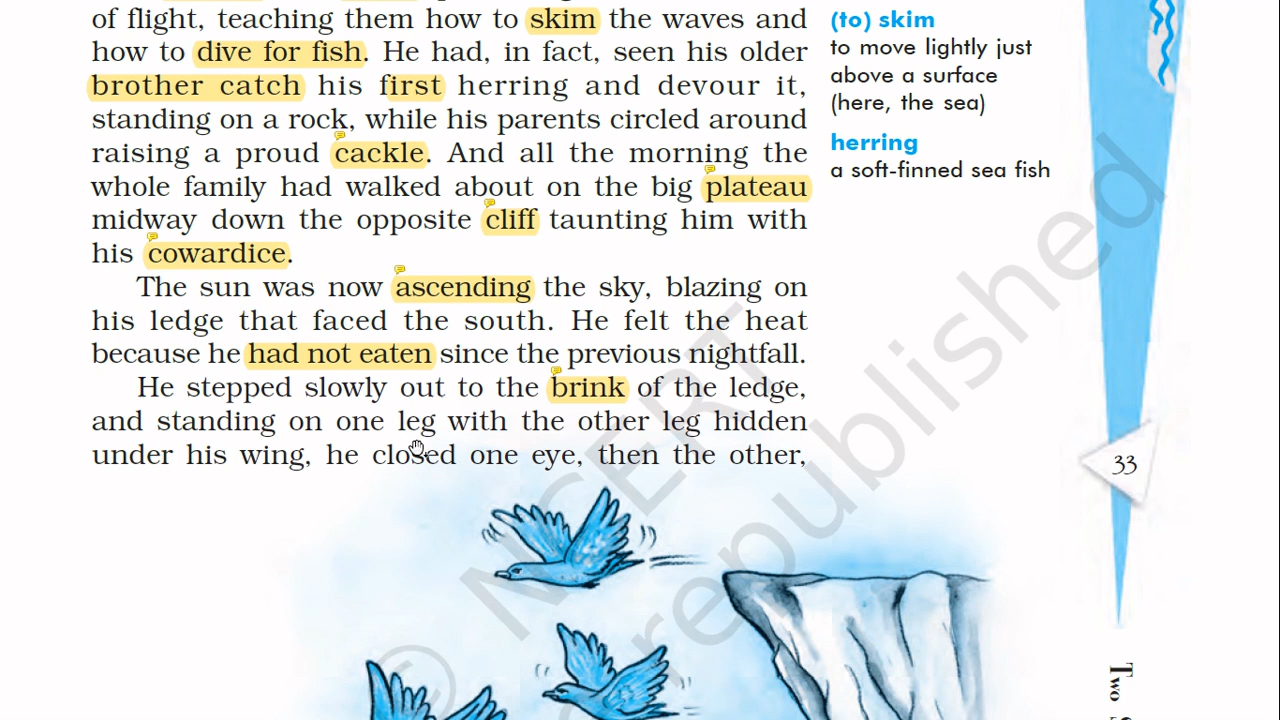 of flight, teaching them how to skim the waves and
how to dive for fish. He had, in fact, seen his older
brother catch his first herring and devour it,
standing on a rock, while his parents circled around
raising a proud cackle. And all the morning the
whole family had walked about on the big plateau
midway down the opposite cliff taunting him with
his cowardice.
The sun was now ascending the sky, blazing on
his ledge that faced the south. He felt the heat
because he had not eaten since the previous nightfall.
He stepped slowly out to the brink of the ledge,
and standing on one leg with the other leg hidden
under his wing, he closed one eye, then the other,
(to) skim
to move lightly just
above a surface
(here, the sea)
herring
a soft-finned sea fish
33
Two
© NCERT
republished